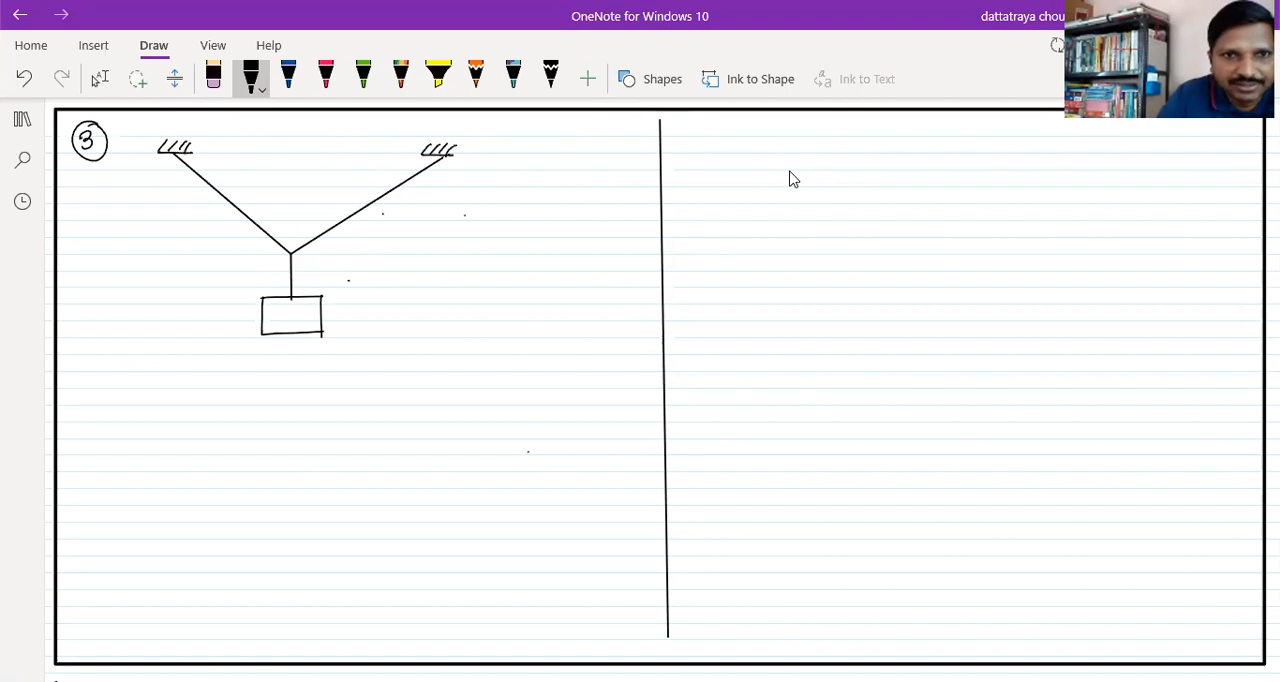 OneNote for Windows 10
dattatraya chou
Home Insert Draw View Help
Shapes Ink to Shape Ink to Text
3